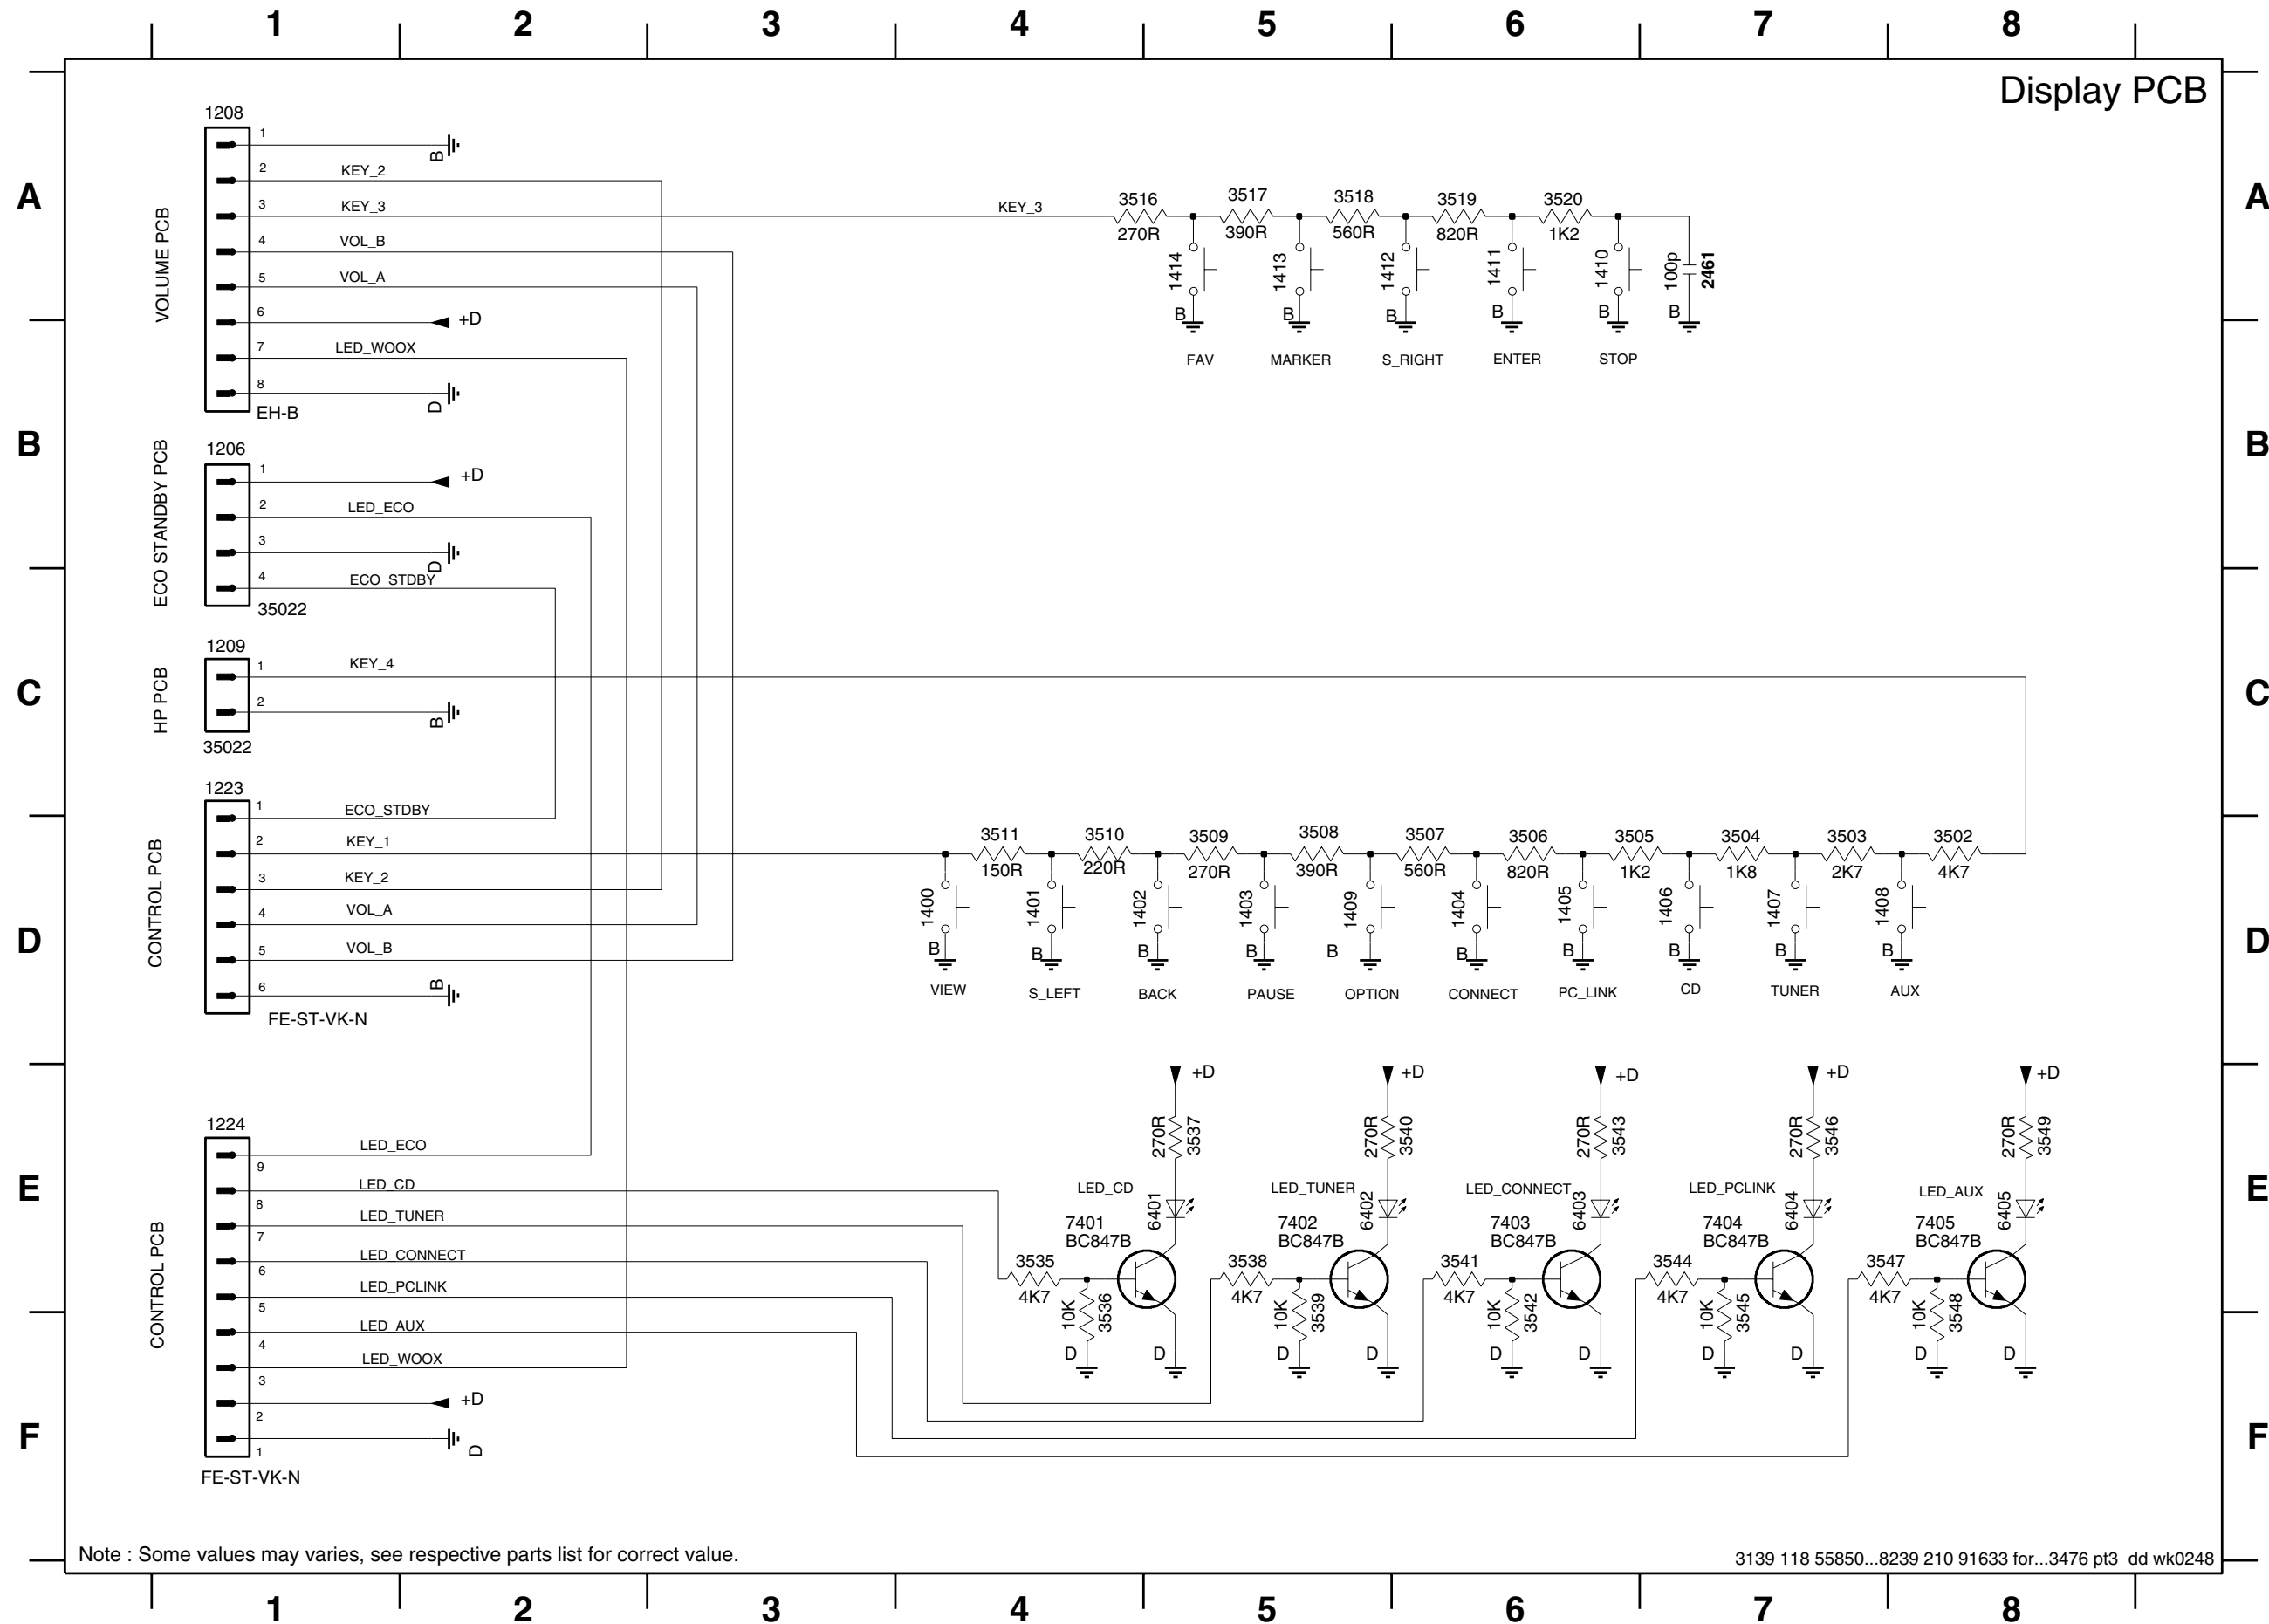 1 2 3 4 5 6 7 8
Display PCB
A
B
C
D
E
F
A
B
C
D
E
F
VOLUME PCB
1208
1
B
2 KEY_2
3 KEY_3
4 VOL_B
5 VOL_A
6 +D
7 LED_WOOX
8
D
EH-B
ECO STANDBY PCB
1206
1 +D
2 LED_ECO
3
D
4 ECO_STDBY
35022
HP PCB
1209
1 KEY_4
2
B
35022
CONTROL PCB
1223
1 ECO_STDBY
2 KEY_1
3 KEY_2
4 VOL_A
5 VOL_B
6
B
FE-ST-VK-N
CONTROL PCB
1224
LED_ECO
9
LED_CD
8
LED_TUNER
7
LED_CONNECT
6
LED_PCLINK
5
LED_AUX
4
LED_WOOX
3
+D
2
D
1
FE-ST-VK-N
KEY_3
3516 3517 3518 3519 3520
270R 390R 560R 820R 1K2
1414 1413 1412 1411 1410 100p 2461
B B B B B B
FAV MARKER S_RIGHT ENTER STOP
3511 3510 3509 3508 3507 3506 3505 3504 3503 3502
150R 220R 270R 390R 560R 820R 1K2 1K8 2K7 4K7
1400 1401 1402 1403 1409 1404 1405 1406 1407 1408
B B B B B B B B B B
VIEW S_LEFT BACK PAUSE OPTION CONNECT PC_LINK CD TUNER AUX
+D +D +D +D +D
270R 3537 270R 3540 270R 3543 270R 3546 270R 3549
LED_CD 6401 LED_TUNER 6402 LED_CONNECT 6403 LED_PCLINK 6404 LED_AUX 6405
7401 7402 7403 7404 7405
BC847B BC847B BC847B BC847B BC847B
3535 3538 3541 3544 3547
4K7 4K7 4K7 4K7 4K7
10K 3536 10K 3539 10K 3542 10K 3545 10K 3548
D D D D D D D D D D
Note : Some values may varies, see respective parts list for correct value.
3139 118 55850...8239 210 91633 for...3476 pt3 dd wk0248
1 2 3 4 5 6 7 8